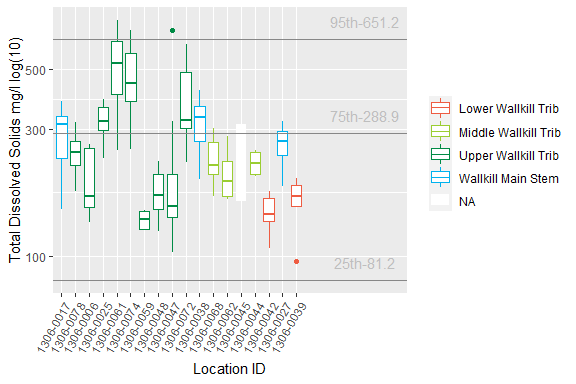 Total Dissolved Solids mg/l log(10)
500
300
100
95th-651.2
75th-288.9
25th-81.2
1306-0017
1306-0078
1306-0006
1306-0025
1306-0061
1306-0074
1306-0059
1306-0048
1306-0047
1306-0072
1306-0038
1306-0068
1306-0062
1306-0045
1306-0044
1306-0042
1306-0027
1306-0039
Location ID
Lower Wallkill Trib
Middle Wallkill Trib
Upper Wallkill Trib
Wallkill Main Stem
NA